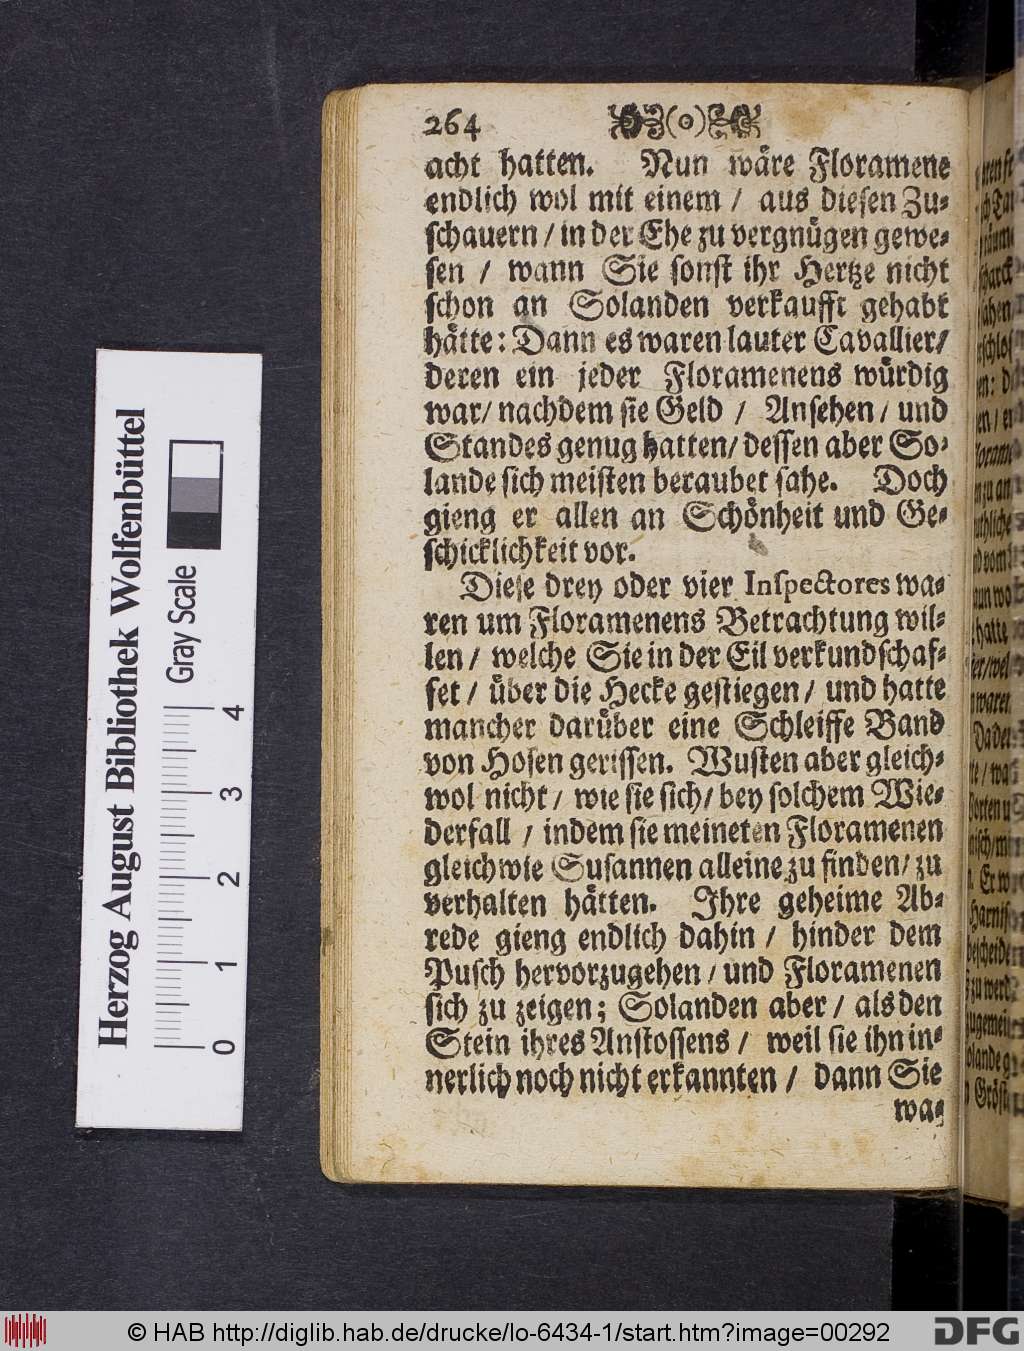 264 (o)
acht hatten. Nun wäre Floramene
endlich wol mit einem / aus diesen Zu-
schauern / in der Ehe zu vergnügen gewe-
sen / wann Sie sonst ihr Hertze nicht
schon an Solanden verkaufft gehabt
hätte: Dann es waren lauter Cavallier/
deren ein jeder Floramenens würdig
war/ nachdem sie Geld / Ansehen / und
Standes genug hatten/ dessen aber So-
lande sich meisten beraubet sahe. Doch
gieng er allen an Schönheit und Ge-
schicklichkeit vor.
Diese drey oder vier Inspectores wa-
ren um Floramenens Betrachtung wil-
len / welche Sie in der Eil verkundschaf-
fet / über die Hecke gestiegen / und hatte
mancher darüber eine Schleiffe Band
von Hosen gerissen. Wusten aber gleich-
wol nicht / wie sie sich/ bey solchem Wie-
derfall / indem sie meineten Floramenen
gleichwie Susannen alleine zu finden/ zu
verhalten hätten. Ihre geheime Ab-
rede gieng endlich dahin / hinder dem
Pusch hervorzugehen / und Floramenen
sich zu zeigen; Solanden aber / als den
Stein ihres Anstossens / weil sie ihn in-
nerlich noch nicht erkannten / dann Sie
wa-
Herzog August Bibliothek Wolfenbüttel
Gray Scale
0 1 2 3 4
© HAB http://diglib.hab.de/drucke/lo-6434-1/start.htm?image=00292
DFG